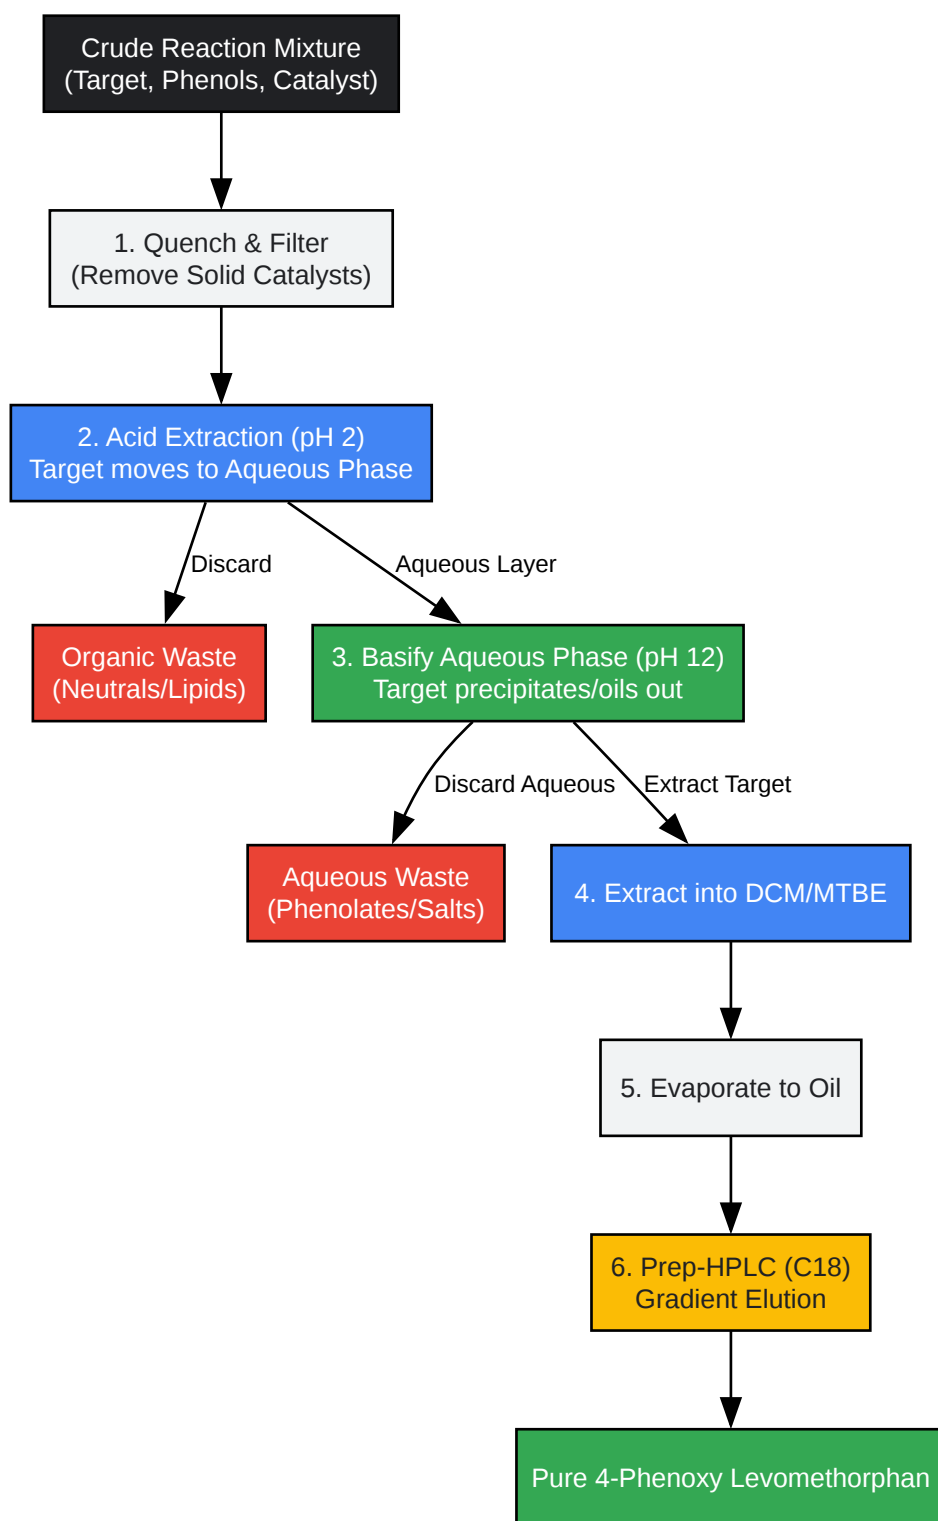 Crude Reaction Mixture
(Target, Phenols, Catalyst)
1. Quench & Filter
(Remove Solid Catalysts)
2. Acid Extraction (pH 2)
Target moves to Aqueous Phase
Discard
Aqueous Layer
Organic Waste
(Neutrals/Lipids)
3. Basify Aqueous Phase (pH 12)
Target precipitates/oils out
Discard Aqueous
Extract Target
Aqueous Waste
(Phenolates/Salts)
4. Extract into DCM/MTBE
5. Evaporate to Oil
6. Prep-HPLC (C18)
Gradient Elution
Pure 4-Phenoxy Levomethorphan